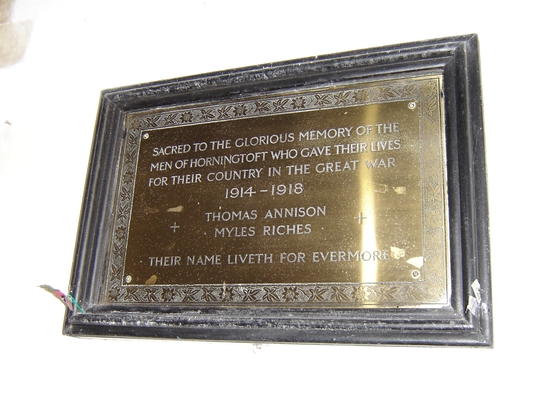 SACRED TO THE GLORIOUS MEMORY OF THE
MEN OF HORNINGTOFT WHO GAVE THEIR LIVES
FOR THEIR COUNTRY IN THE GREAT WAR
1914-1918
THOMAS ANNISON
MYLES RICHES
THEIR NAME LIVETH FOR EVERMORE